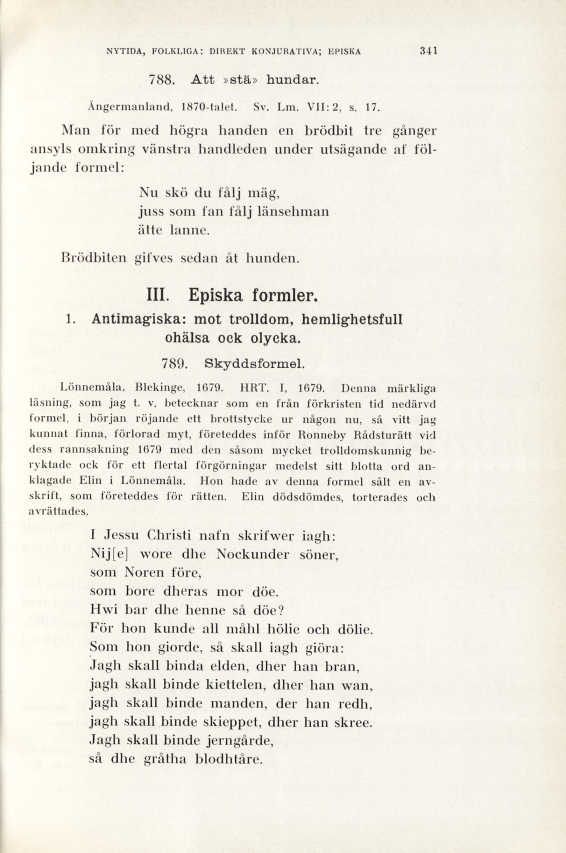 NYTIDA, FOLKLIGA: DIREKT KONJURATIVA; EPISKA 341
788. Att »stä» hundar.
Ångermanland, 1870-talet. Sv. Lm. VII: 2, s. 17.
Man för med högra handen en brödbit tre gånger
ansyls omkring vänstra handleden under utsägande af föl-
jande formel:
Nu skö du fålj mäg,
juss som fan fålj länsehman
ätte lanne.
Brödbiten gifves sedan åt hunden.
III. Episka formler.
1. Antimagiska: mot trolldom, hemlighetsfull
ohälsa ock olycka.
789. Skyddsformel.
Lönnemåla, Blekinge, 1679. HRT. I, 1679. Denna märkliga
läsning, som jag t. v. betecknar som en från förkristen tid nedärvd
formel, i början röjande ett brottstycke ur någon nu, så vitt jag
kunnat finna, förlorad myt, företeddes inför Ronneby Rådsturätt vid
dess rannsakning 1679 med den såsom mycket trolldomskunnig be-
ryktade ock för ett flertal förgörningar medelst sitt blotta ord an-
klagade Elin i Lönnemåla. Hon hade av denna formel sält en av-
skrift, som företeddes för rätten. Elin dödsdömdes, torterades och
avrättades.
I Jessu Christi nafn skrifwer iagh:
Nij[e] wore dhe Nockunder söner,
som Noren före,
som bore dheras mor döe.
Hwi bar dhe henne så döe?
För hon kunde all måhl hölie och dölie.
Som hon giorde, så skall iagh giöra:
Jagh skall binda elden, dher han bran,
jagh skall binde kiettelen, dher han wan,
jagh skall binde manden, der han redh,
jagh skall binde skieppet, dher han skree.
Jagh skall binde jerngårde,
så dhe gråtha blodhtåre.